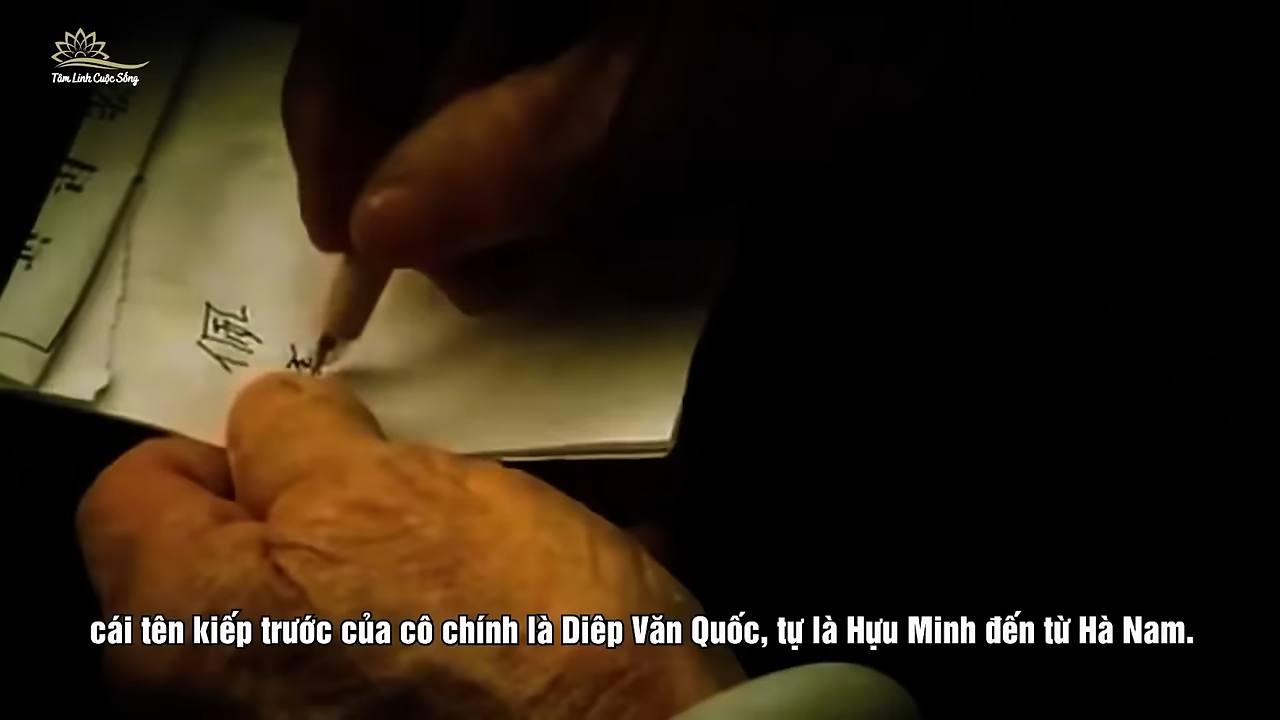 Tâm Linh Cuộc Sống
佩
cái tên kiếp trước của cô chính là Diêp Văn Quốc, tự là Hựu Minh đến từ Hà Nam.